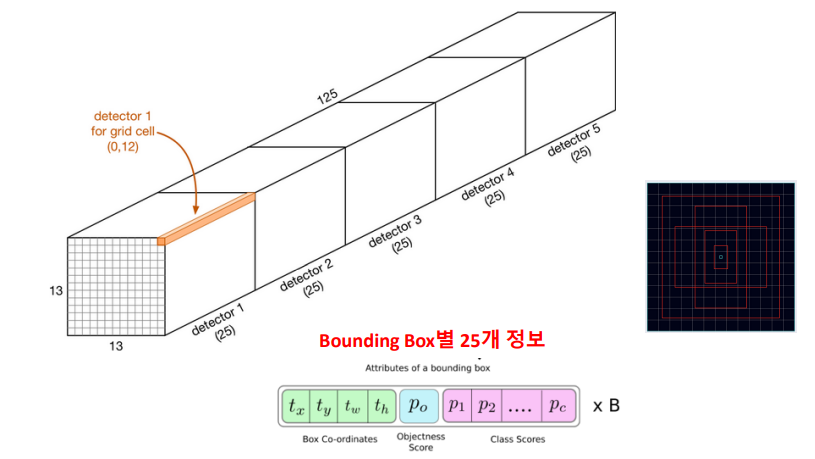 125
detector 1
for grid cell
(0,12)
13
13
detector 1
(25)
detector 2
(25)
detector 3
(25)
detector 4
(25)
detector 5
(25)
Bounding Box별 25개 정보
Attributes of a bounding box
t_x t_y t_w t_h p_o p_1 p_2 .... p_c x B
Box Co-ordinates
Objectness
Score
Class Scores